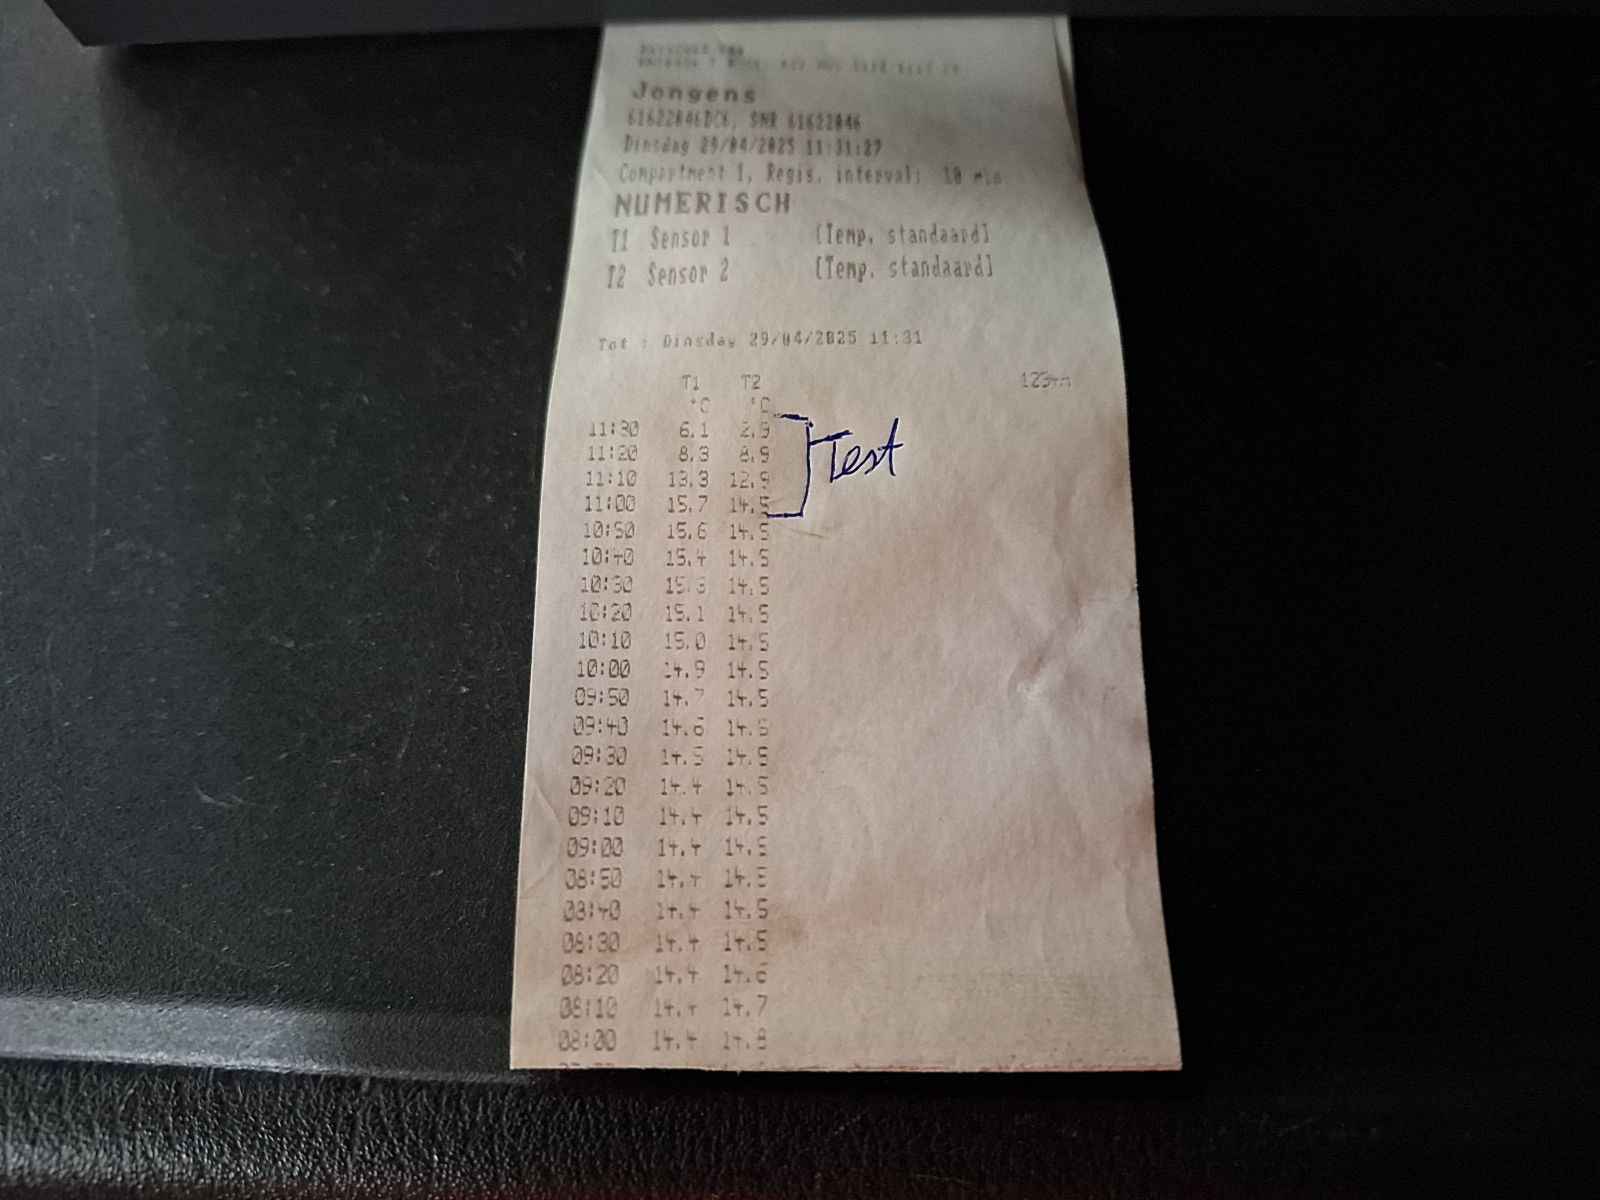 Jongens
61622846DC6, SNR 61622846
Dinsdag 29/04/2025 11:31:27
Compartment 1, Regis. interval: 10 min
NUMERISCH
T1 Sensor 1 [Temp. standaard]
T2 Sensor 2 [Temp. standaard]
Tot : Dinsdag 29/04/2025 11:31
T1 T2
°C °C
11:30 6.1 2.9
11:20 8.3 8.9
11:10 13.3 12.9
11:00 15.7 14.5
Test
10:50 15.6 14.5
10:40 15.4 14.5
10:30 15.3 14.5
10:20 15.1 14.5
10:10 15.0 14.5
10:00 14.9 14.5
09:50 14.7 14.5
09:40 14.6 14.5
09:30 14.5 14.5
09:20 14.4 14.5
09:10 14.4 14.5
09:00 14.4 14.5
08:50 14.4 14.5
08:40 14.4 14.5
08:30 14.4 14.5
08:20 14.4 14.6
08:10 14.4 14.7
08:00 14.4 14.8